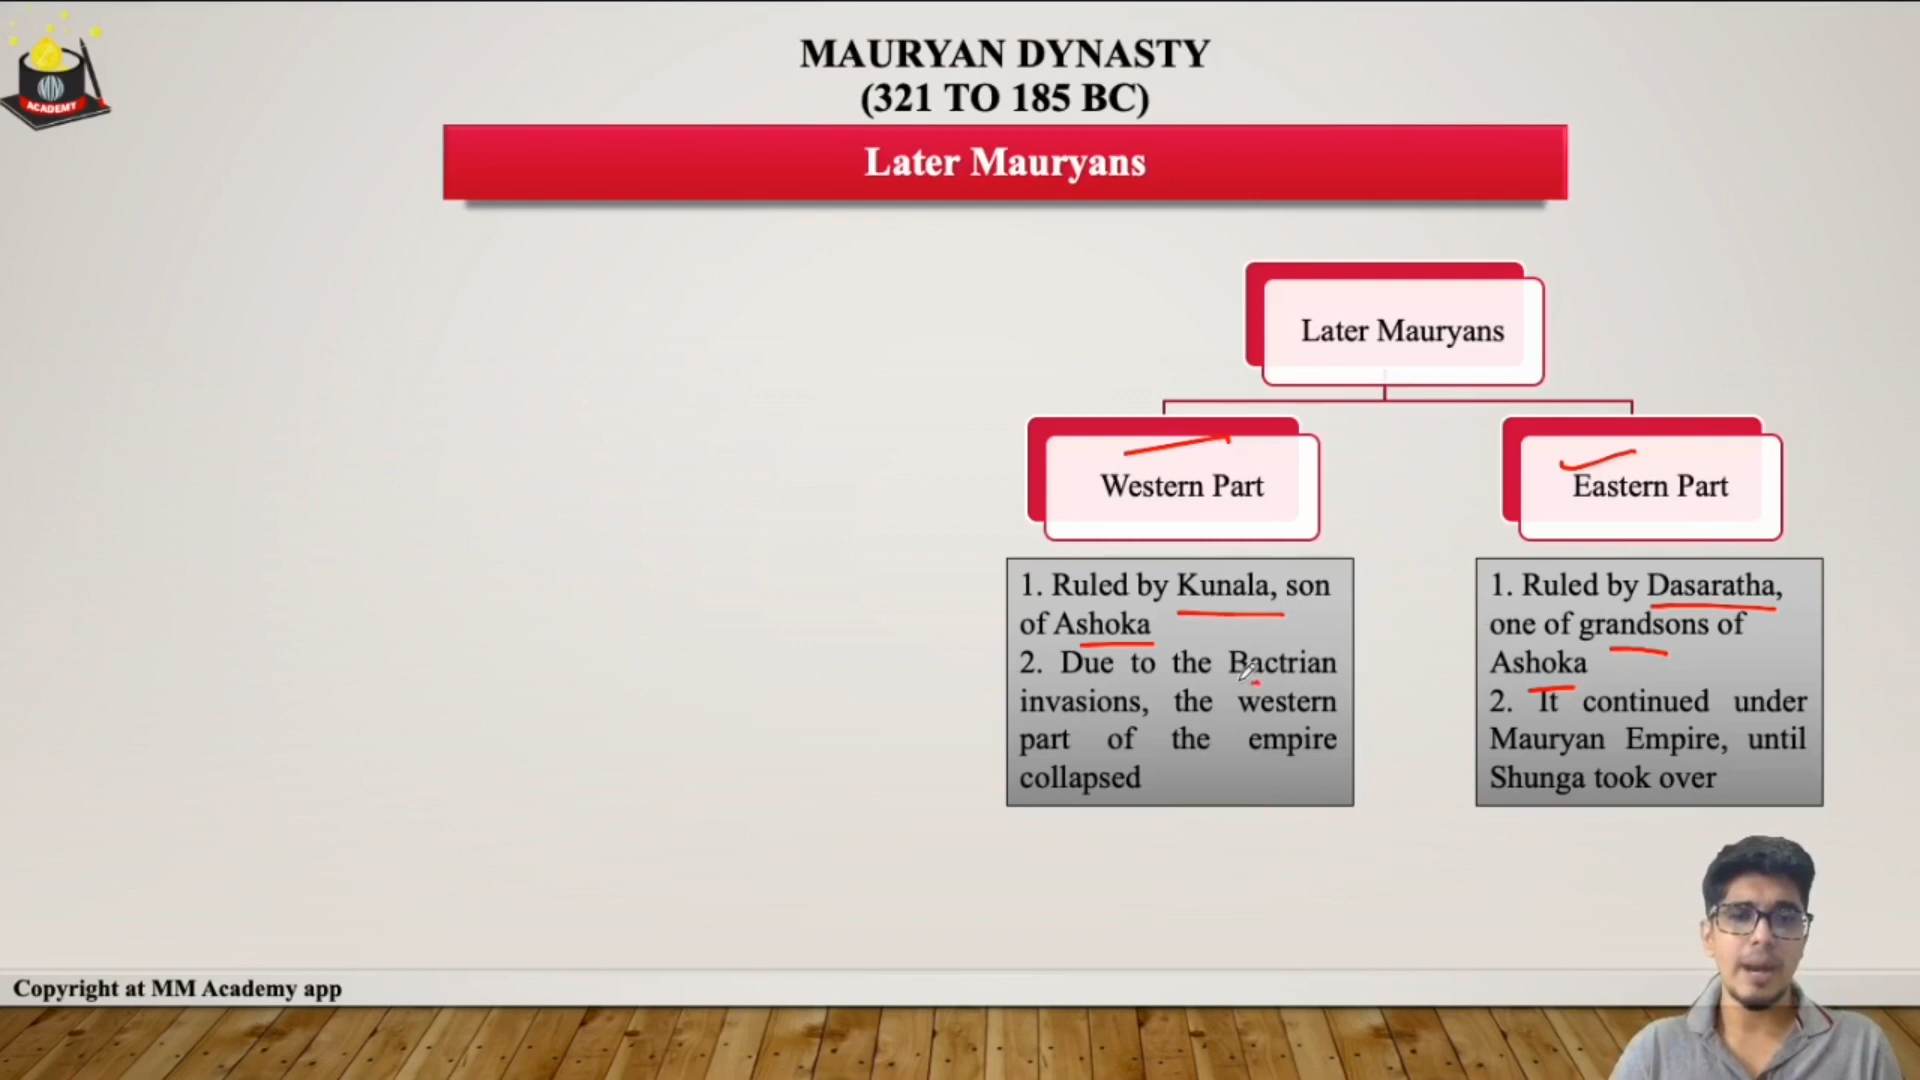 ACADEMY
MAURYAN DYNASTY
(321 TO 185 BC)
Later Mauryans
Later Mauryans
Western Part
Eastern Part
1. Ruled by Kunala, son
of Ashoka
2. Due to the Bactrian
invasions, the western
part of the empire
collapsed
1. Ruled by Dasaratha,
one of grandsons of
Ashoka
2. It continued under
Mauryan Empire, until
Shunga took over
Copyright at MM Academy app